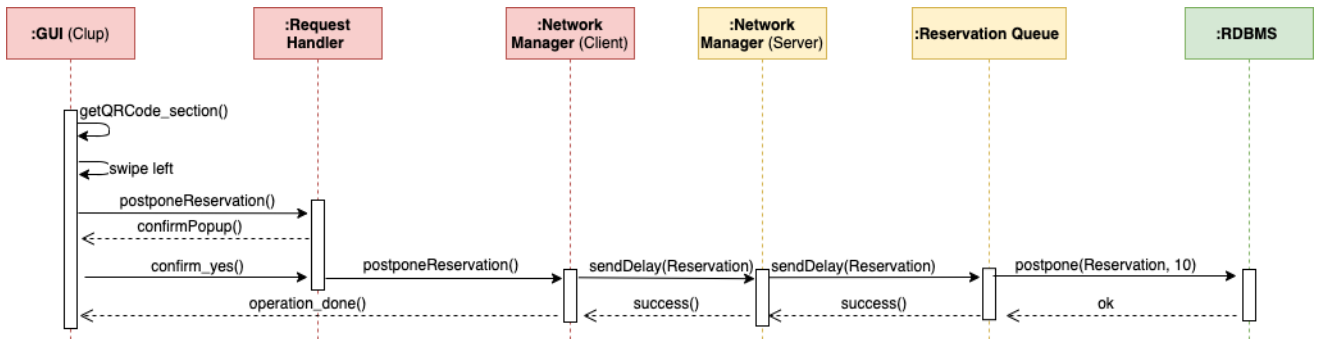 :GUI (Clup)
:Request
Handler
:Network
Manager (Client)
:Network
Manager (Server)
:Reservation Queue
:RDBMS
getQRCode_section()
swipe left
postponeReservation()
confirmPopup()
confirm_yes()
postponeReservation()
sendDelay(Reservation)
sendDelay(Reservation)
postpone(Reservation, 10)
operation_done()
success()
success()
ok